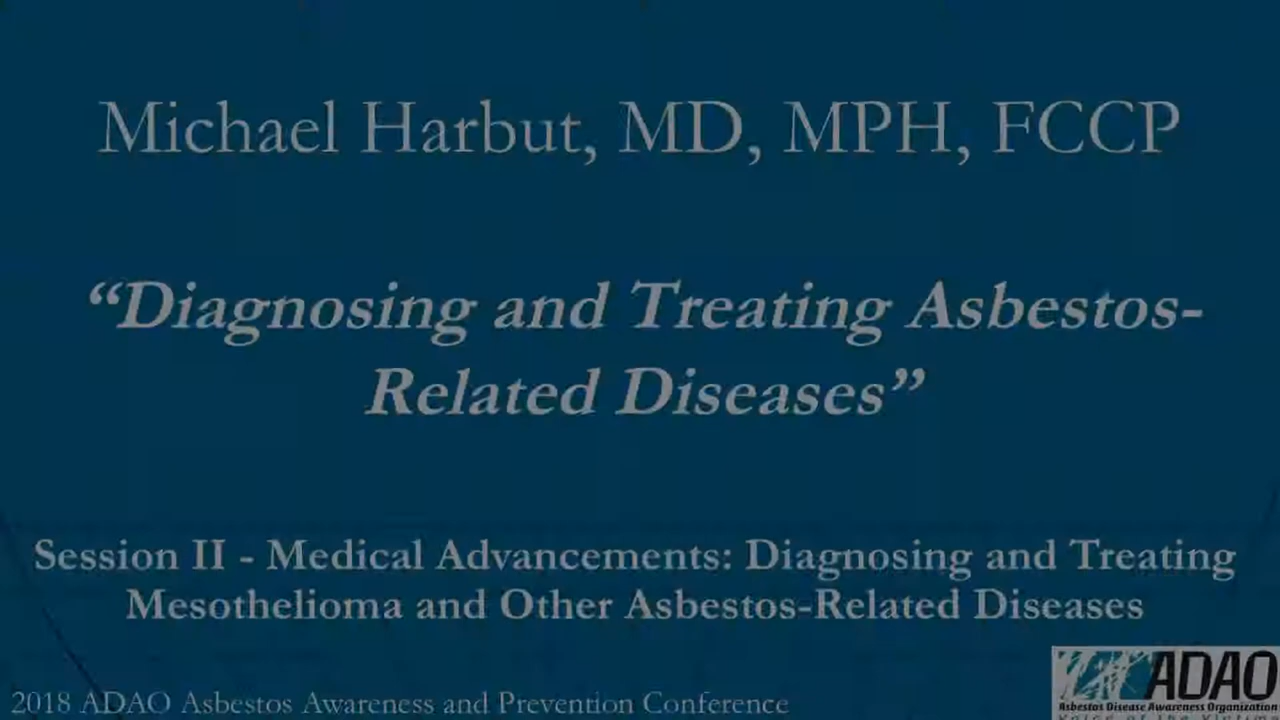 Michael Harbut, MD, MPH, FCCP
“Diagnosing and Treating Asbestos-
Related Diseases”
Session II - Medical Advancements: Diagnosing and Treating
Mesothelioma and Other Asbestos-Related Diseases
2018 ADAO Asbestos Awareness and Prevention Conference
ADAO
Asbestos Disease Awareness Organization